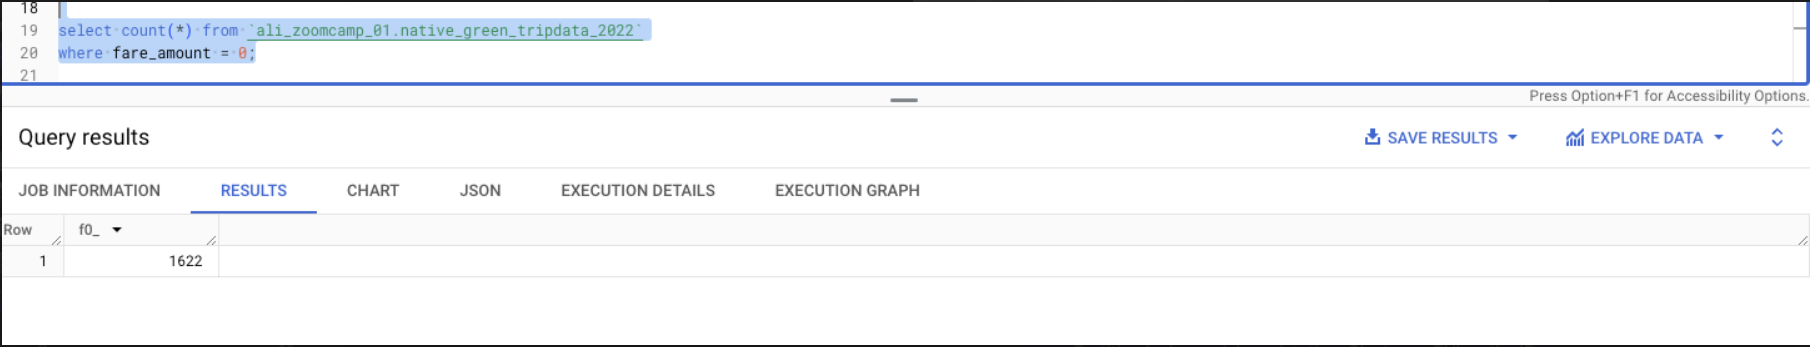 18
19 select count(*) from `ali_zoomcamp_01.native_green_tripdata_2022`
20 where fare_amount = 0;
21
Press Option+F1 for Accessibility Options.
Query results SAVE RESULTS EXPLORE DATA
JOB INFORMATION RESULTS CHART JSON EXECUTION DETAILS EXECUTION GRAPH
Row f0_
1 1622